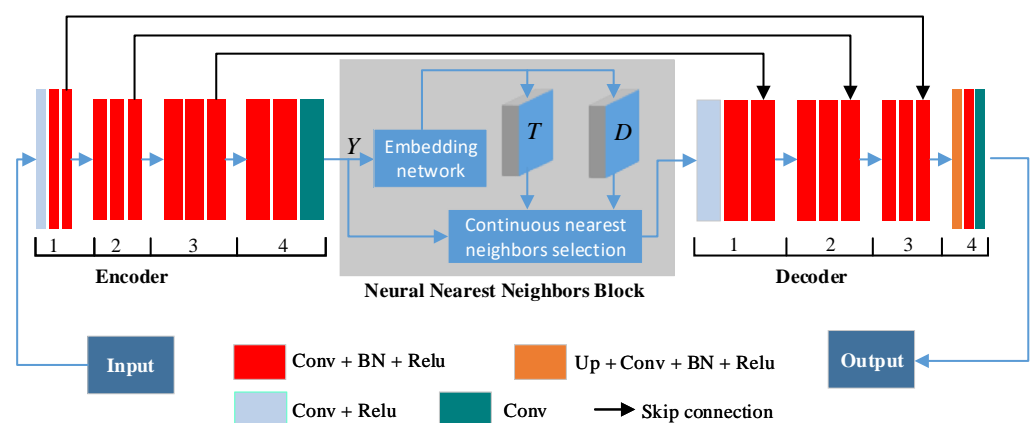 Y
Embedding
network
T
D
Continuous nearest
neighbors selection
1
2
3
4
Encoder
Neural Nearest Neighbors Block
1
2
3
4
Decoder
Input
Output
Conv + BN + Relu
Up + Conv + BN + Relu
Conv + Relu
Conv
Skip connection